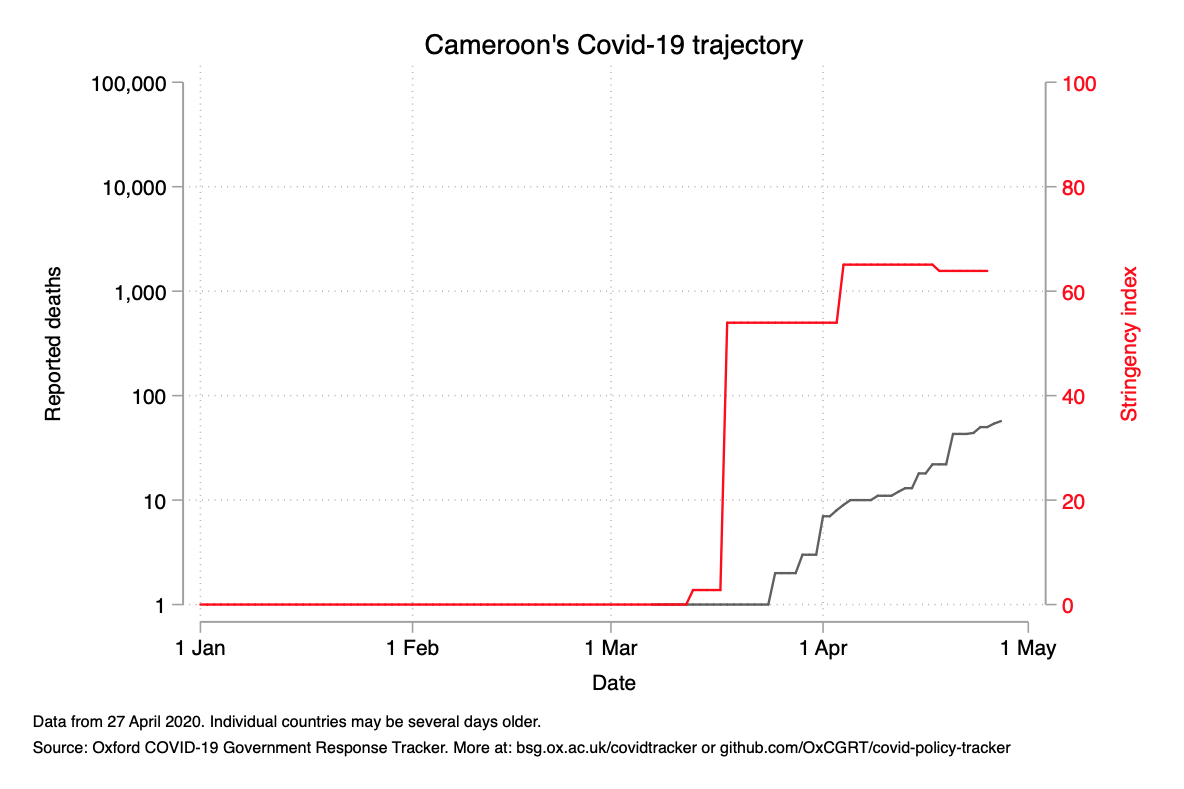 Cameroon's Covid-19 trajectory
100,000
10,000
1,000
100
10
1
Reported deaths
100
80
60
40
20
0
Stringency index
1 Jan
1 Feb
1 Mar
1 Apr
1 May
Date
Data from 27 April 2020. Individual countries may be several days older.
Source: Oxford COVID-19 Government Response Tracker. More at: bsg.ox.ac.uk/covidtracker or github.com/OxCGRT/covid-policy-tracker